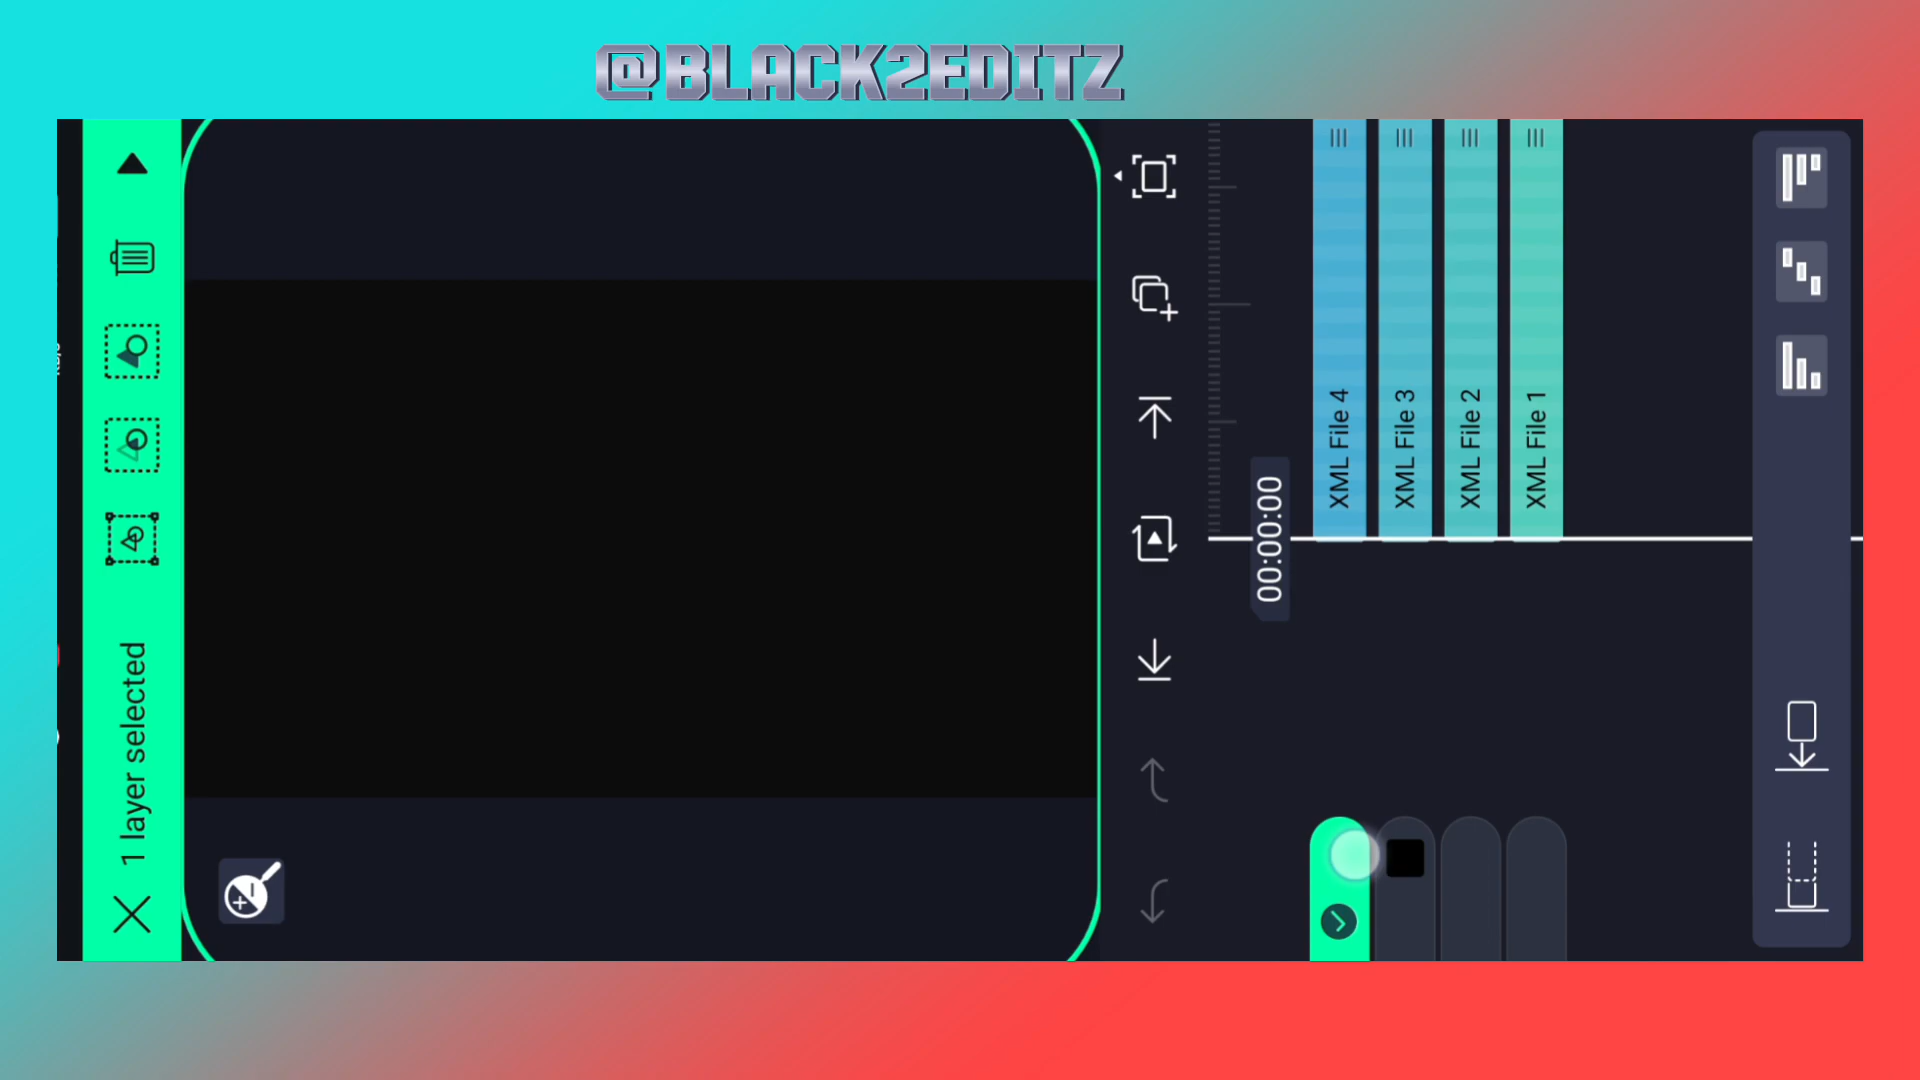 @BLACK2EDITZ
1 layer selected
00:00:00
XML File 4
XML File 3
XML File 2
XML File 1